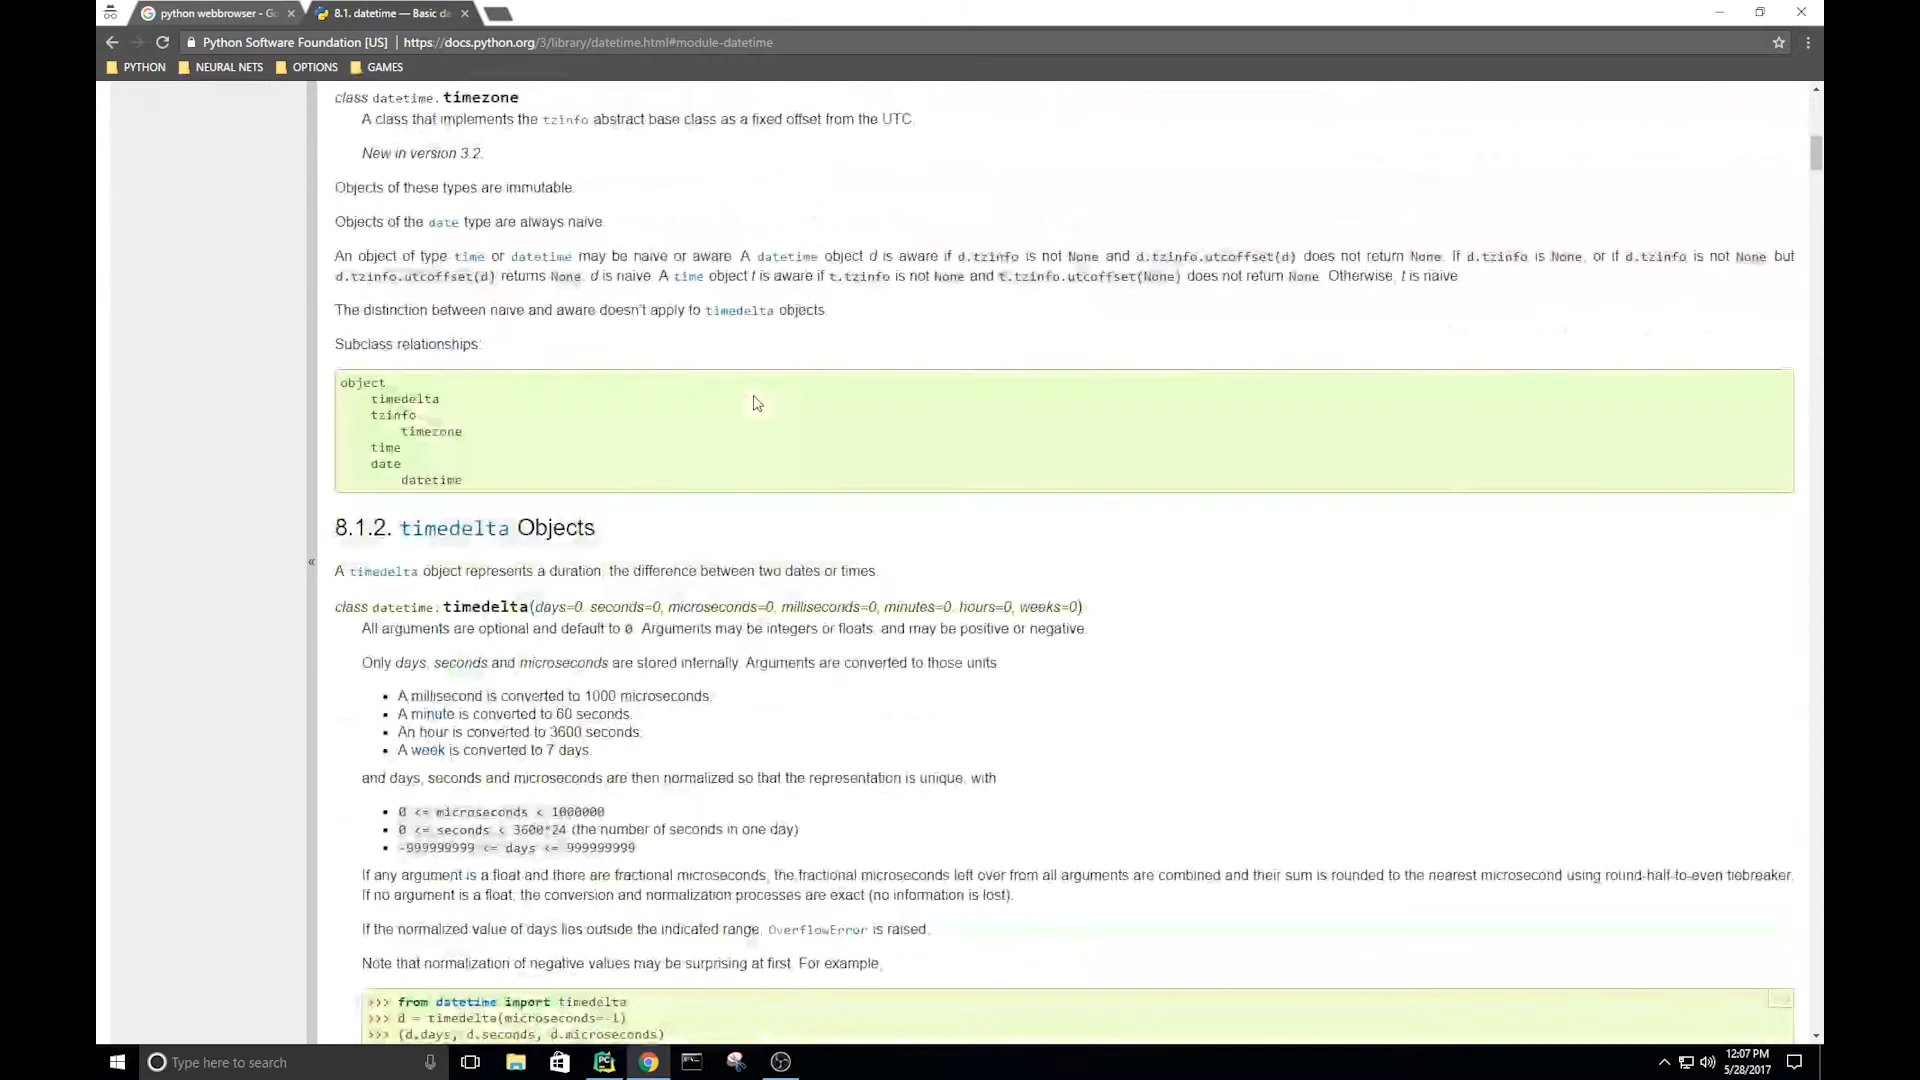 python webbrowser - Go
8.1. datetime — Basic da
Python Software Foundation [US] | https://docs.python.org/3/library/datetime.html#module-datetime
PYTHON NEURAL NETS OPTIONS GAMES
class datetime.timezone
A class that implements the tzinfo abstract base class as a fixed offset from the UTC.
New in version 3.2.
Objects of these types are immutable.
Objects of the date type are always naive.
An object of type time or datetime may be naive or aware. A datetime object d is aware if d.tzinfo is not None and d.tzinfo.utcoffset(d) does not return None. If d.tzinfo is None, or if d.tzinfo is not None but
d.tzinfo.utcoffset(d) returns None, d is naive. A time object t is aware if t.tzinfo is not None and t.tzinfo.utcoffset(None) does not return None. Otherwise, t is naive.
The distinction between naive and aware doesn't apply to timedelta objects.
Subclass relationships:
object
timedelta
tzinfo
timezone
time
date
datetime
8.1.2. timedelta Objects
«
A timedelta object represents a duration, the difference between two dates or times.
class datetime.timedelta(days=0, seconds=0, microseconds=0, milliseconds=0, minutes=0, hours=0, weeks=0)
All arguments are optional and default to 0. Arguments may be integers or floats, and may be positive or negative.
Only days, seconds and microseconds are stored internally. Arguments are converted to those units:
• A millisecond is converted to 1000 microseconds.
• A minute is converted to 60 seconds.
• An hour is converted to 3600 seconds.
• A week is converted to 7 days.
and days, seconds and microseconds are then normalized so that the representation is unique, with
• 0 <= microseconds < 1000000
• 0 <= seconds < 3600*24 (the number of seconds in one day)
• -999999999 <= days <= 999999999
If any argument is a float and there are fractional microseconds, the fractional microseconds left over from all arguments are combined and their sum is rounded to the nearest microsecond using round-half-to-even tiebreaker.
If no argument is a float, the conversion and normalization processes are exact (no information is lost).
If the normalized value of days lies outside the indicated range, OverflowError is raised.
Note that normalization of negative values may be surprising at first. For example,
>>> from datetime import timedelta
>>> d = timedelta(microseconds=-1)
>>> (d.days, d.seconds, d.microseconds)
Type here to search
12:07 PM
5/28/2017